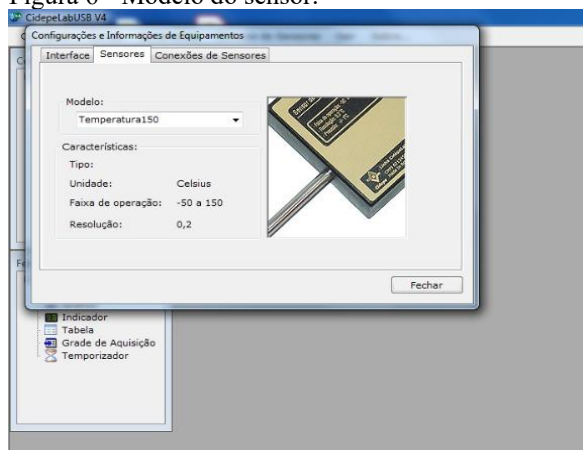 Figura 6 - Modelo do sensor.
CidepeLabUSB V4
Configurações e Informações de Equipamentos
Interface Sensores Conexões de Sensores
Modelo:
Temperatura150
Características:
Tipo:
Unidade: Celsius
Faixa de operação: -50 a 150
Resolução: 0,2
Fechar
Indicador
Tabela
Grade de Aquisição
Temporizador